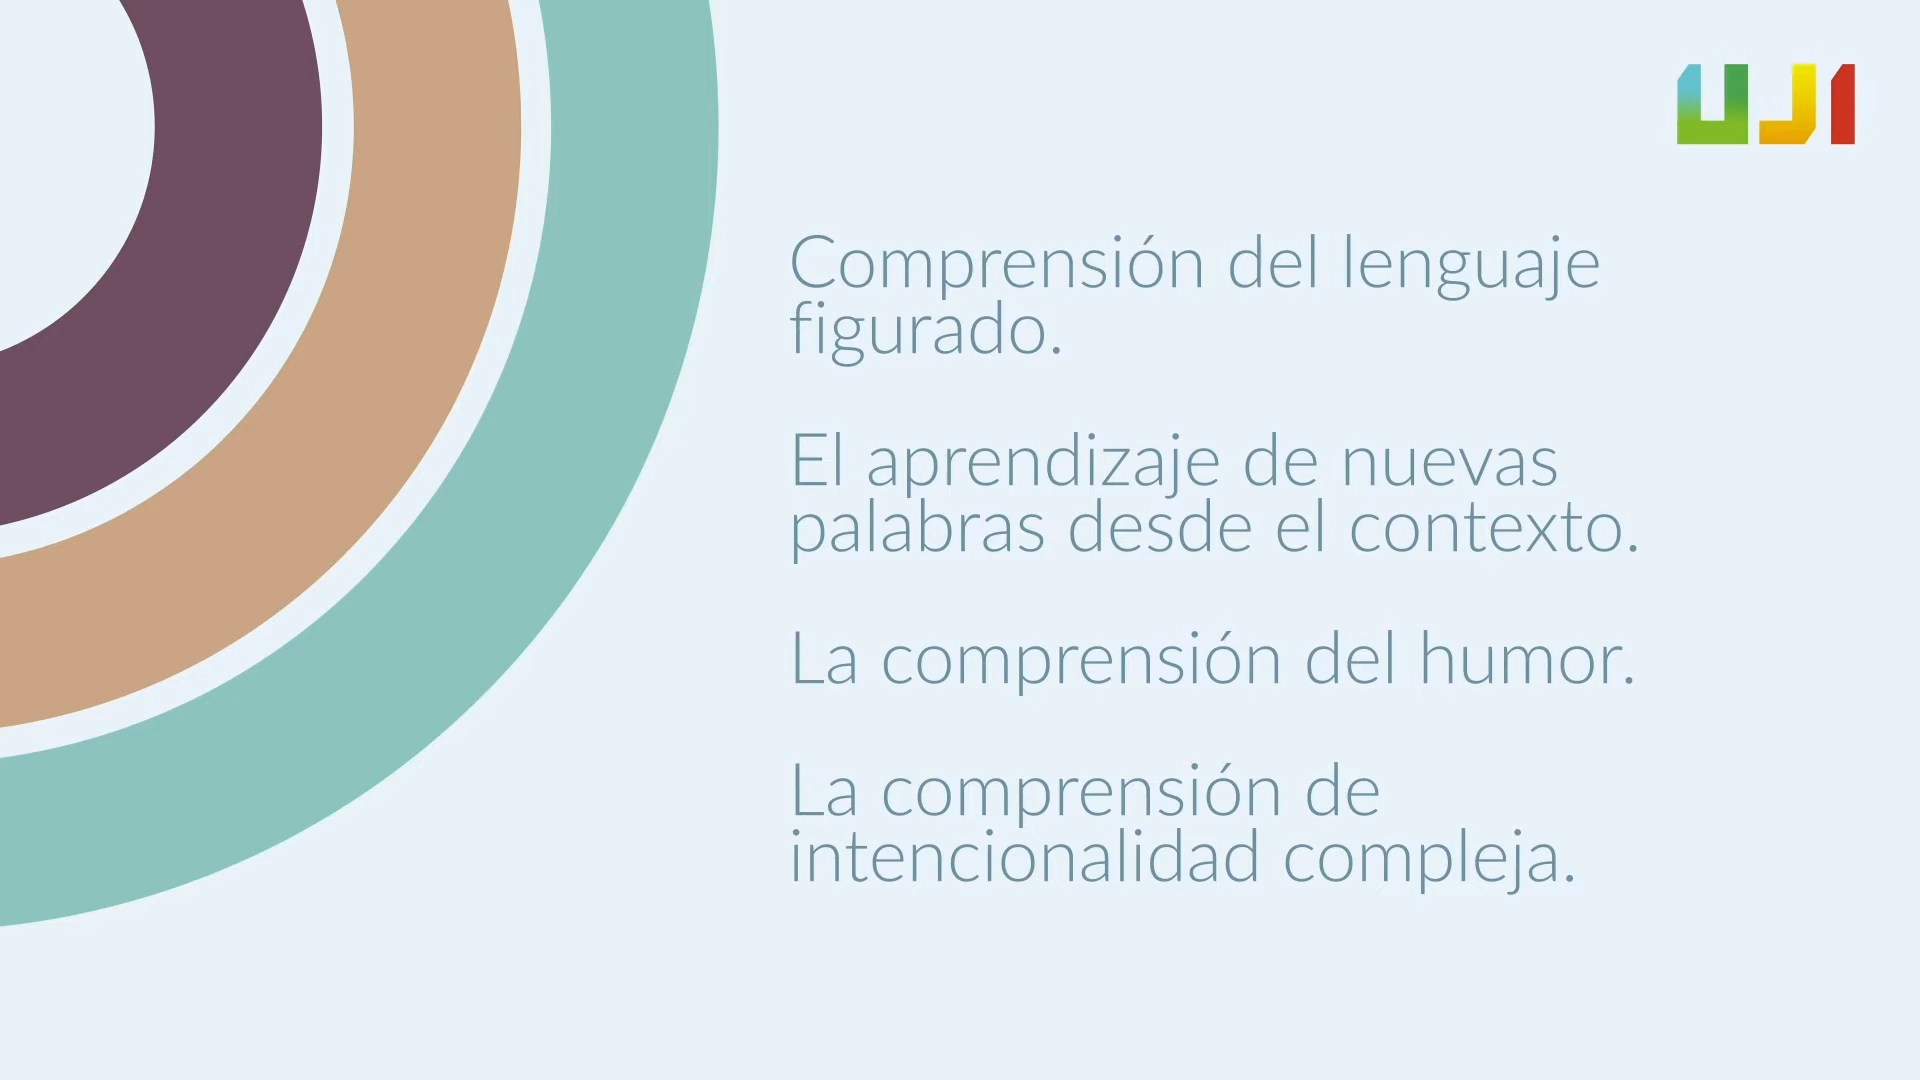 UJI
Comprensión del lenguaje
figurado.
El aprendizaje de nuevas
palabras desde el contexto.
La comprensión del humor.
La comprensión de
intencionalidad compleja.